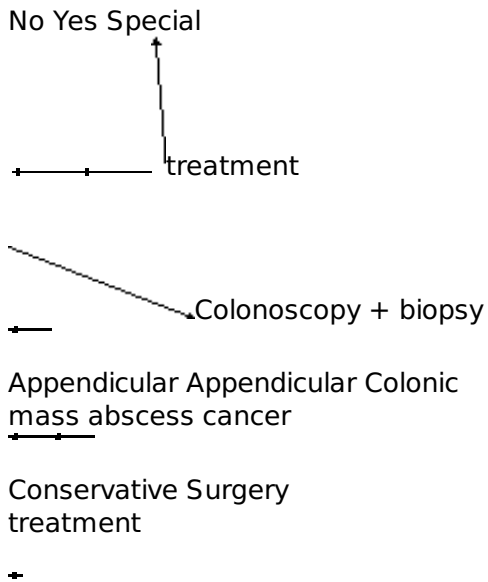 No Yes Special
treatment
Colonoscopy + biopsy
Appendicular Appendicular Colonic
mass abscess cancer
Conservative Surgery
treatment